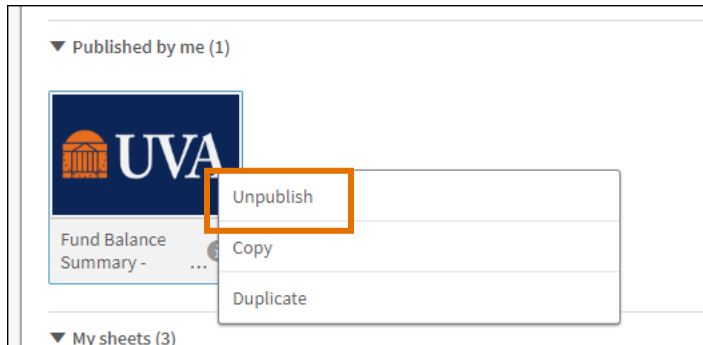 Published by me (1)
UVA
Unpublish
Fund Balance
Summary - ...
Copy
Duplicate
My sheets (3)